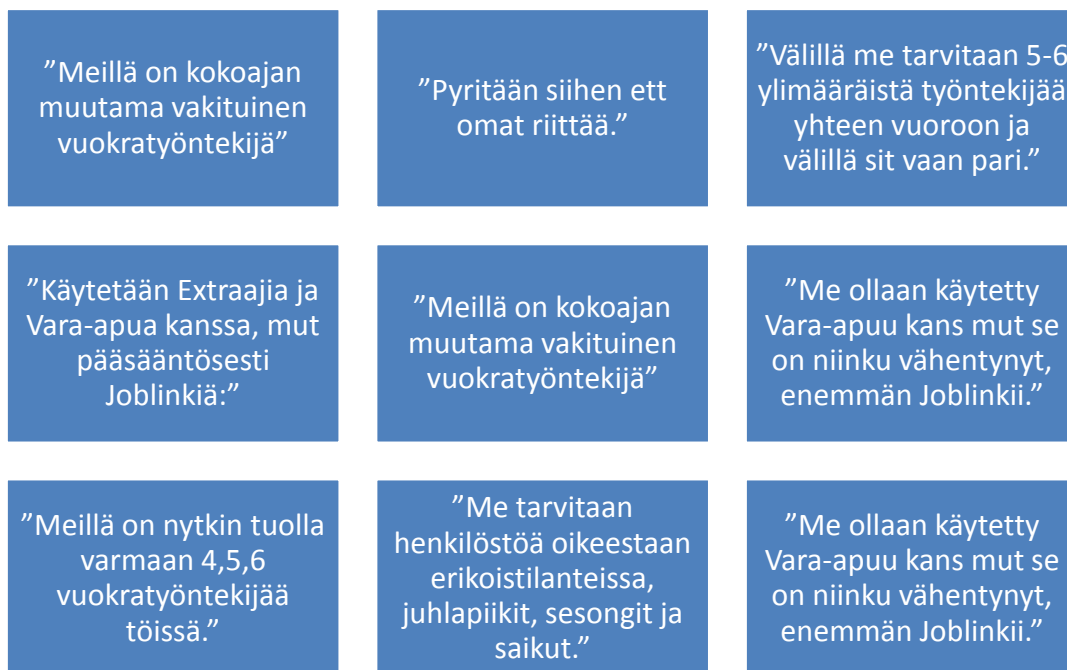 ”Meillä on kokoajan
muutama vakituinen
vuokratyöntekijä”
”Pyritään siihen ett
omat riittää.”
”Välillä me tarvitaan 5-6
ylimääräistä työntekijää
yhteen vuoroon ja
välillä sit vaan pari.”
”Käytetään Extraajia ja
Vara-apua kanssa, mut
pääsääntösesti
Joblinkiä:”
”Meillä on kokoajan
muutama vakituinen
vuokratyöntekijä”
”Me ollaan käytetty
Vara-apuu kans mut se
on niinku vähentynyt,
enemmän Joblinkii.”
”Meillä on nytkin tuolla
varmaan 4,5,6
vuokratyöntekijää
töissä.”
”Me tarvitaan
henkilöstöä oikeestaan
erikoistilanteissa,
juhlapiikit, sesongit ja
saikut.”
”Me ollaan käytetty
Vara-apuu kans mut se
on niinku vähentynyt,
enemmän Joblinkii.”